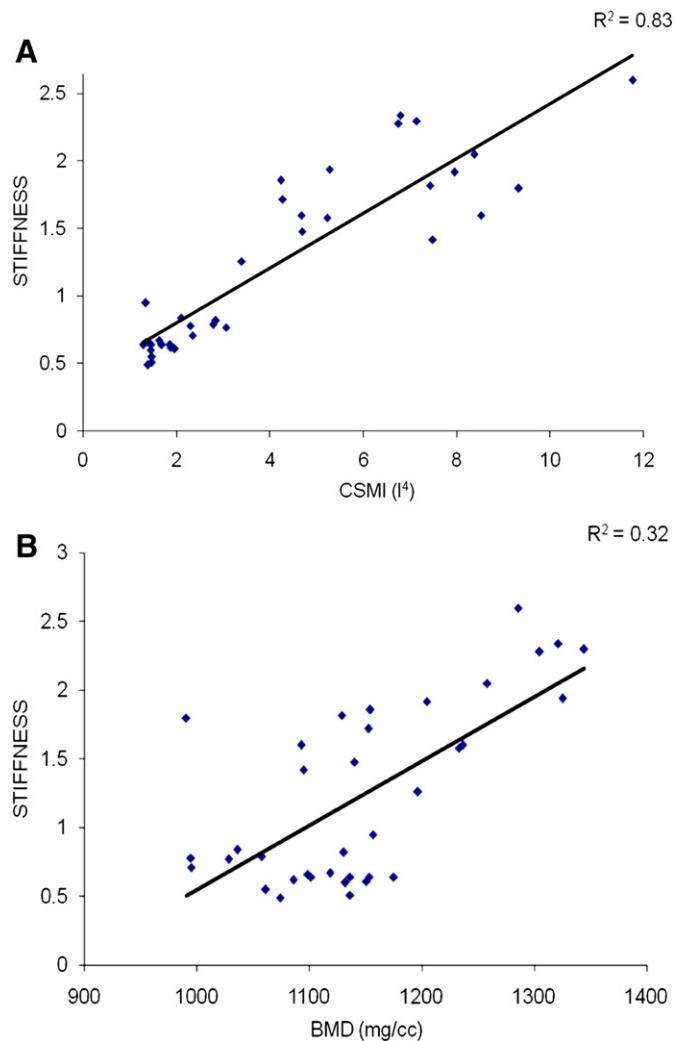 R² = 0.83
A
2.5
2
1.5
1
0.5
0
STIFFNESS
0 2 4 6 8 10 12
CSMI (I⁴)
R² = 0.32
B
3
2.5
2
1.5
1
0.5
0
STIFFNESS
900 1000 1100 1200 1300 1400
BMD (mg/cc)